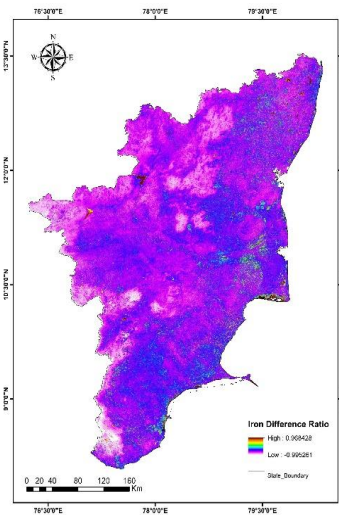 76°30'0"E 78°0'0"E 79°30'0"E
N
W E
S
13°30'0"N
12°0'0"N
10°30'0"N
9°0'0"N
Iron Difference Ratio
High : 0.968428
Low : -0.995261
State_Boundary
0 20 40 80 120 160
Km
76°30'0"E 78°0'0"E 79°30'0"E